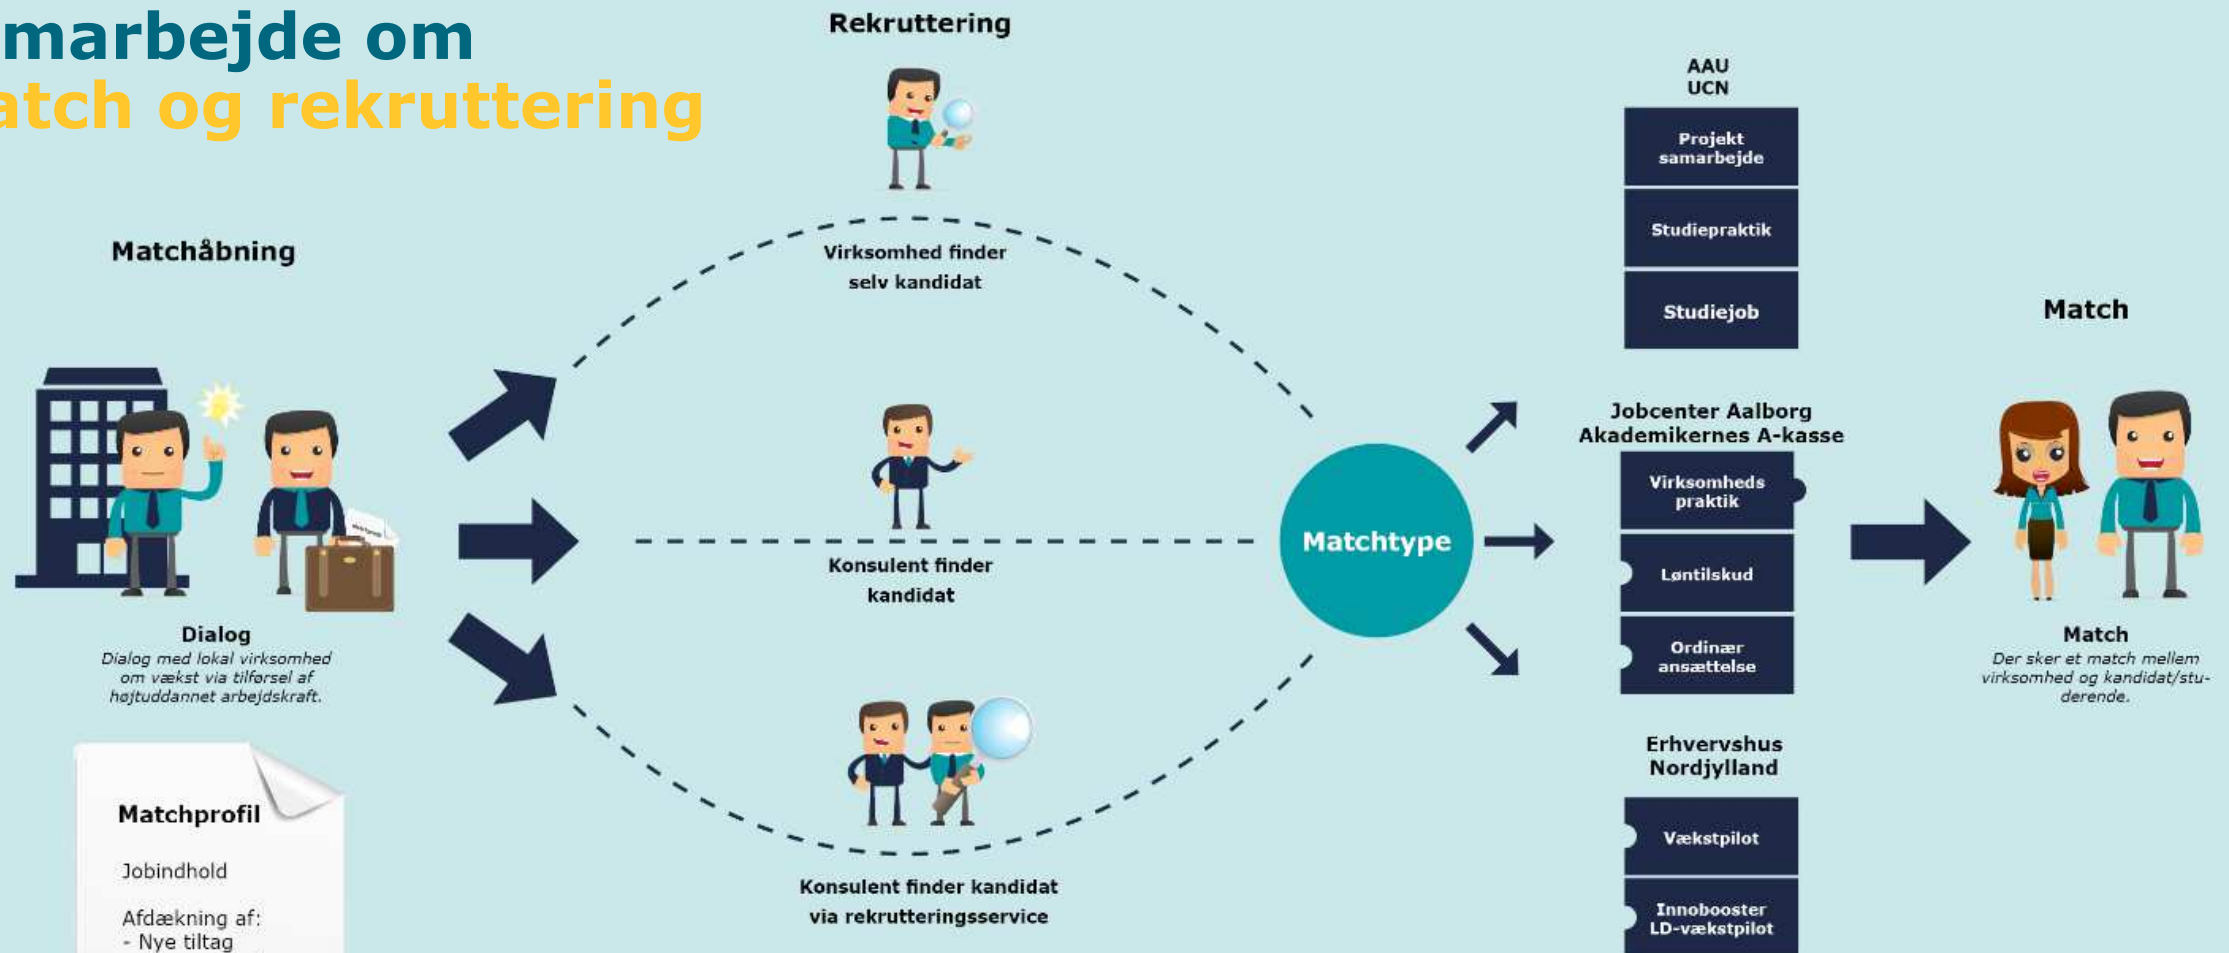 marbejde om
atch og rekruttering
Matchåbning
Dialog
Dialog med lokal virksomhed
om vækst via tilførsel af
højtuddannet arbejdskraft.
Matchprofil
Jobindhold
Afdækning af:
- Nye tiltag
Rekruttering
Virksomhed finder
selv kandidat
Konsulent finder
kandidat
Konsulent finder kandidat
via rekrutteringsservice
Matchtype
AAU
UCN
Projekt
samarbejde
Studiepraktik
Studiejob
Jobcenter Aalborg
Akademikernes A-kasse
Virksomheds
praktik
Løntilskud
Ordinær
ansættelse
Erhvervshus
Nordjylland
Vækstpilot
Innobooster
LD-vækstpilot
Match
Match
Der sker et match mellem
virksomhed og kandidat/stu-
derende.